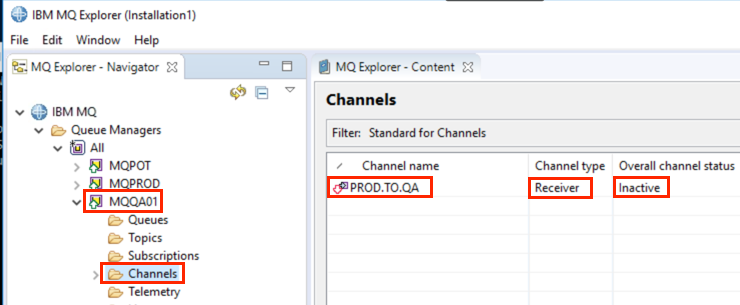 IBM MQ Explorer (Installation1)
File Edit Window Help
MQ Explorer - Navigator
IBM MQ
Queue Managers
All
MQPOT
MQPROD
MQQA01
Queues
Topics
Subscriptions
Channels
Telemetry
MQ Explorer - Content
Channels
Filter: Standard for Channels
Channel name Channel type Overall channel status
PROD.TO.QA Receiver Inactive